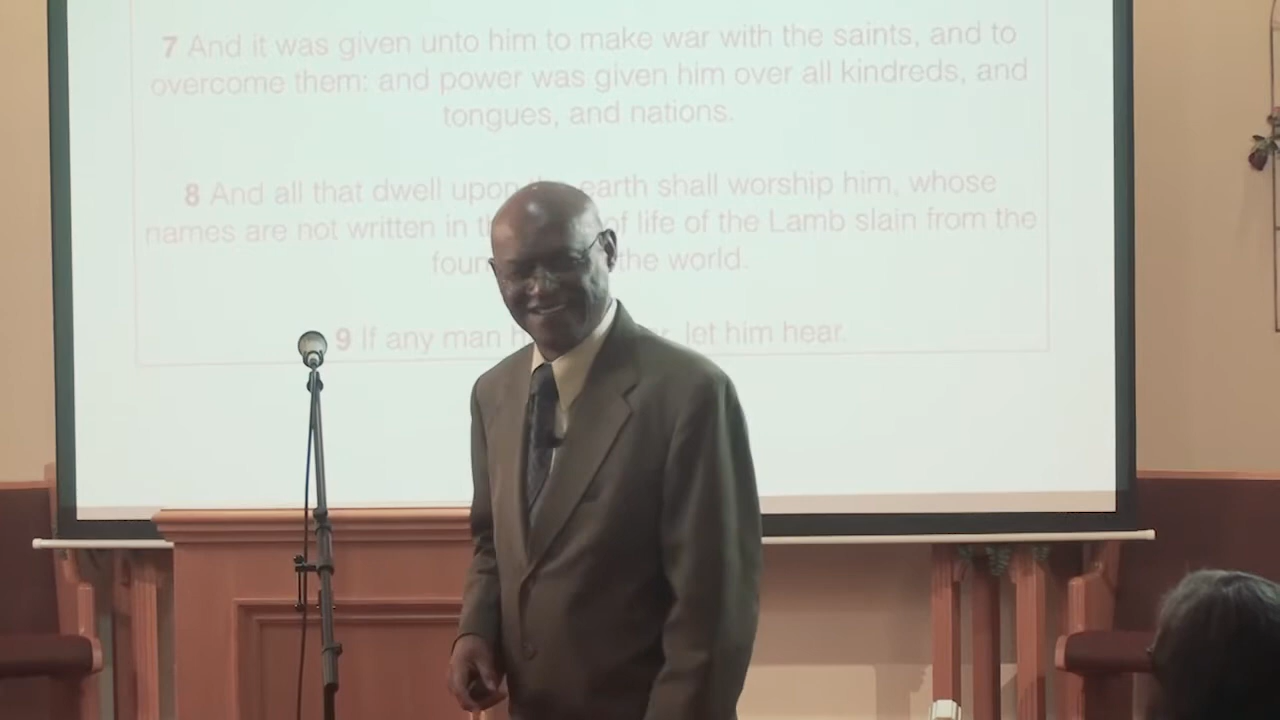 7 And it was given unto him to make war with the saints, and to
overcome them: and power was given him over all kindreds, and
tongues, and nations.
8 And all that dwell upon earth shall worship him, whose
names are not written in of life of the Lamb slain from the
the world.
9 If any man let him hear.